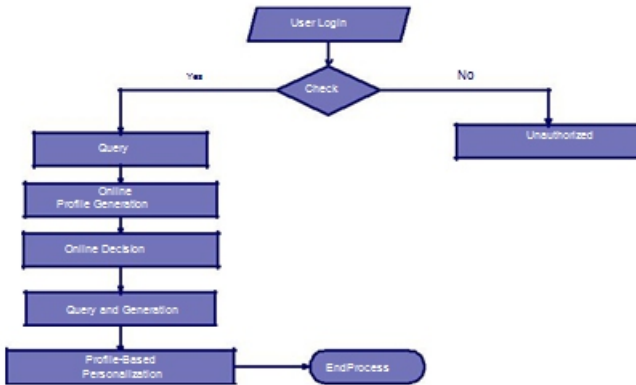 User Login
Check
Yes
No
Unauthorized
Query
Online
Profile Generation
Online Decision
Query and Generation
Profile-Based
Personalization
EndProcess